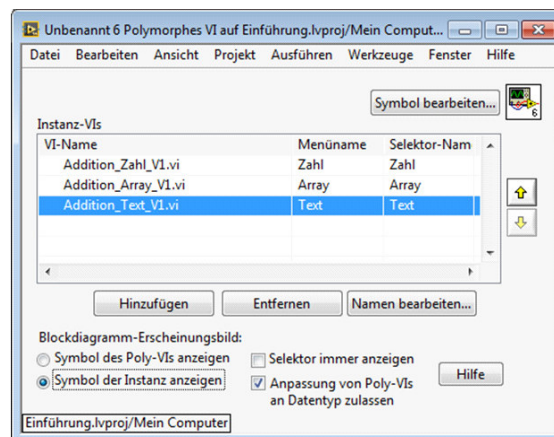 Unbenannt 6 Polymorphes VI auf Einführung.lvproj/Mein Comput...
Datei Bearbeiten Ansicht Projekt Ausführen Werkzeuge Fenster Hilfe
Symbol bearbeiten...
6
Instanz-VIs
VI-Name Menüname Selektor-Nam
Addition_Zahl_V1.vi Zahl Zahl
Addition_Array_V1.vi Array Array
Addition_Text_V1.vi Text Text
Hinzufügen Entfernen Namen bearbeiten...
Blockdiagramm-Erscheinungsbild:
Symbol des Poly-VIs anzeigen Selektor immer anzeigen
Symbol der Instanz anzeigen Anpassung von Poly-VIs
an Datentyp zulassen
Hilfe
Einführung.lvproj/Mein Computer